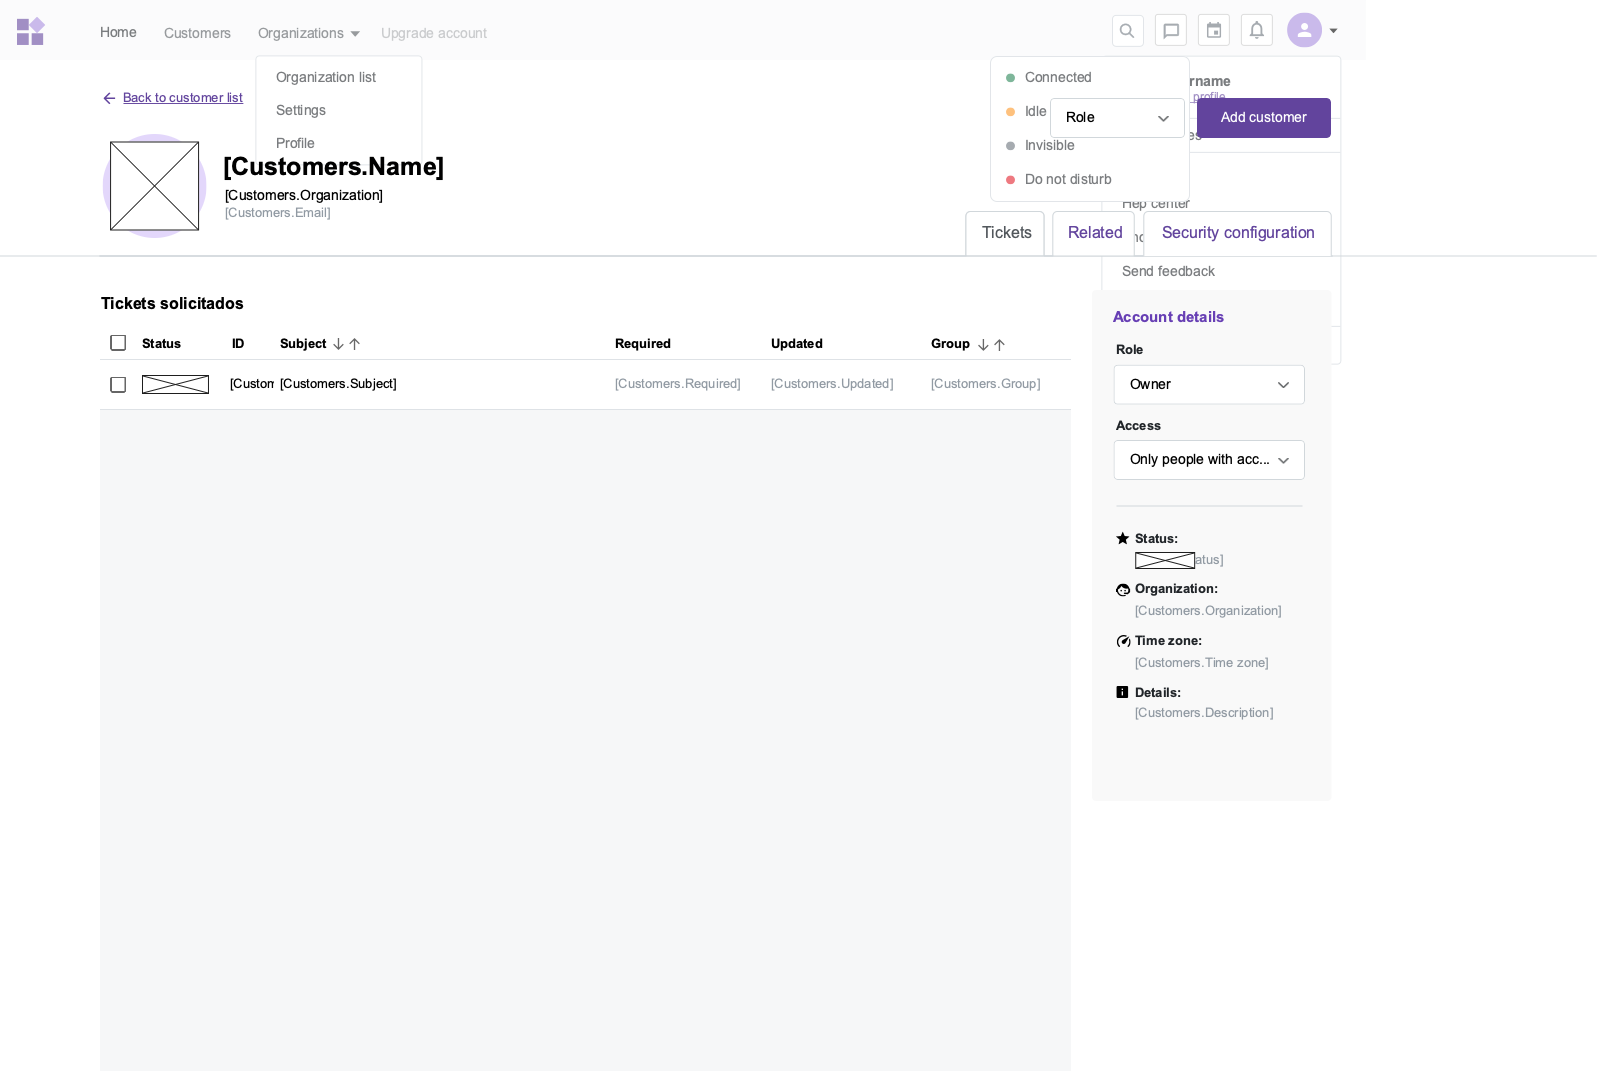 Home
Customers
Organizations
Upgrade account
Organization list
Settings
Profile
Connected
Idle
Invisible
Do not disturb
rname
profile
Role
Add customer
es
Hep center
Send feedback
Back to customer list
[Customers.Name]
[Customers.Organization]
[Customers.Email]
Tickets
Related
Security configuration
Tickets solicitados
Status ID Subject Required Updated Group
[Custom [Customers.Subject] [Customers.Required] [Customers.Updated] [Customers.Group]
Account details
Role
Owner
Access
Only people with acc...
Status:
atus]
Organization:
[Customers.Organization]
Time zone:
[Customers.Time zone]
Details:
[Customers.Description]